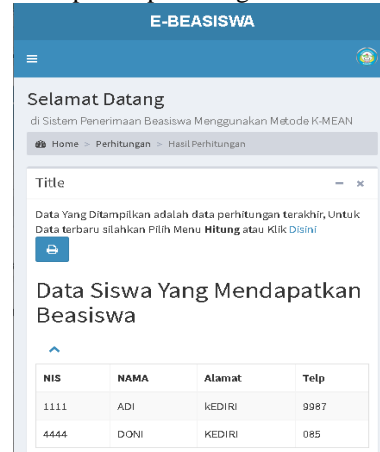 E-BEASISWA
Selamat Datang
di Sistem Penerimaan Beasiswa Menggunakan Metode K-MEAN
Home > Perhitungan > Hasil Perhitungan
Title
Data Yang Ditampilkan adalah data perhitungan terakhir, Untuk
Data terbaru silahkan Pilih Menu Hitung atau Klik Disini
Data Siswa Yang Mendapatkan
Beasiswa
NIS NAMA Alamat Telp
1111 ADI kEDIRI 9987
4444 DONI KEDIRI 085